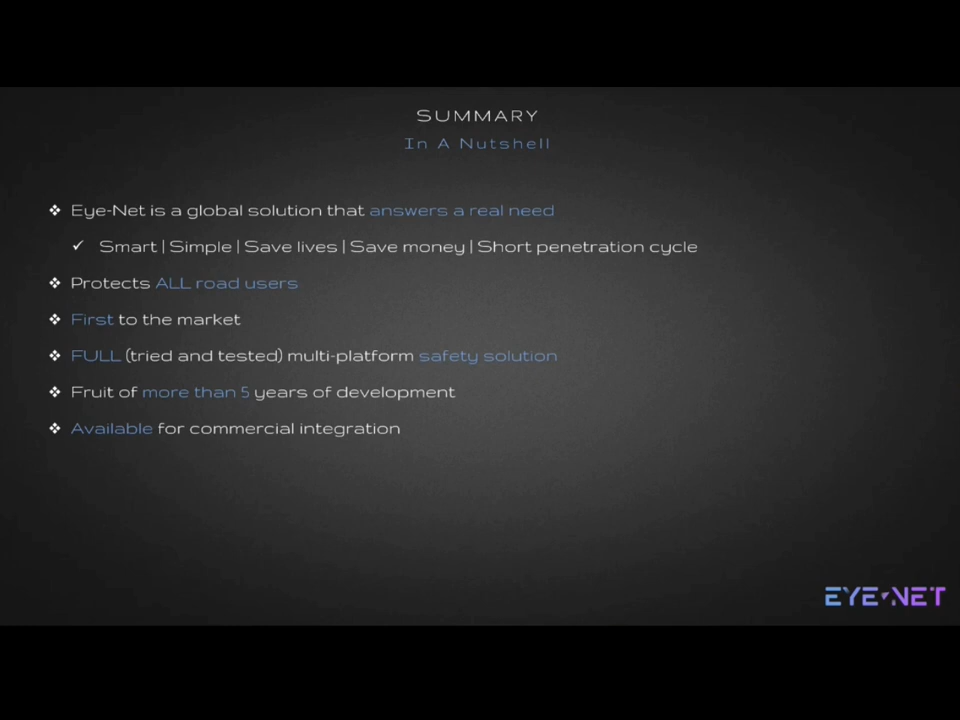 SUMMARY
In A Nutshell
❖ Eye-Net is a global solution that answers a real need
✓ Smart | Simple | Save lives | Save money | Short penetration cycle
❖ Protects ALL road users
❖ First to the market
❖ FULL (tried and tested) multi-platform safety solution
❖ Fruit of more than 5 years of development
❖ Available for commercial integration
EYE-NET